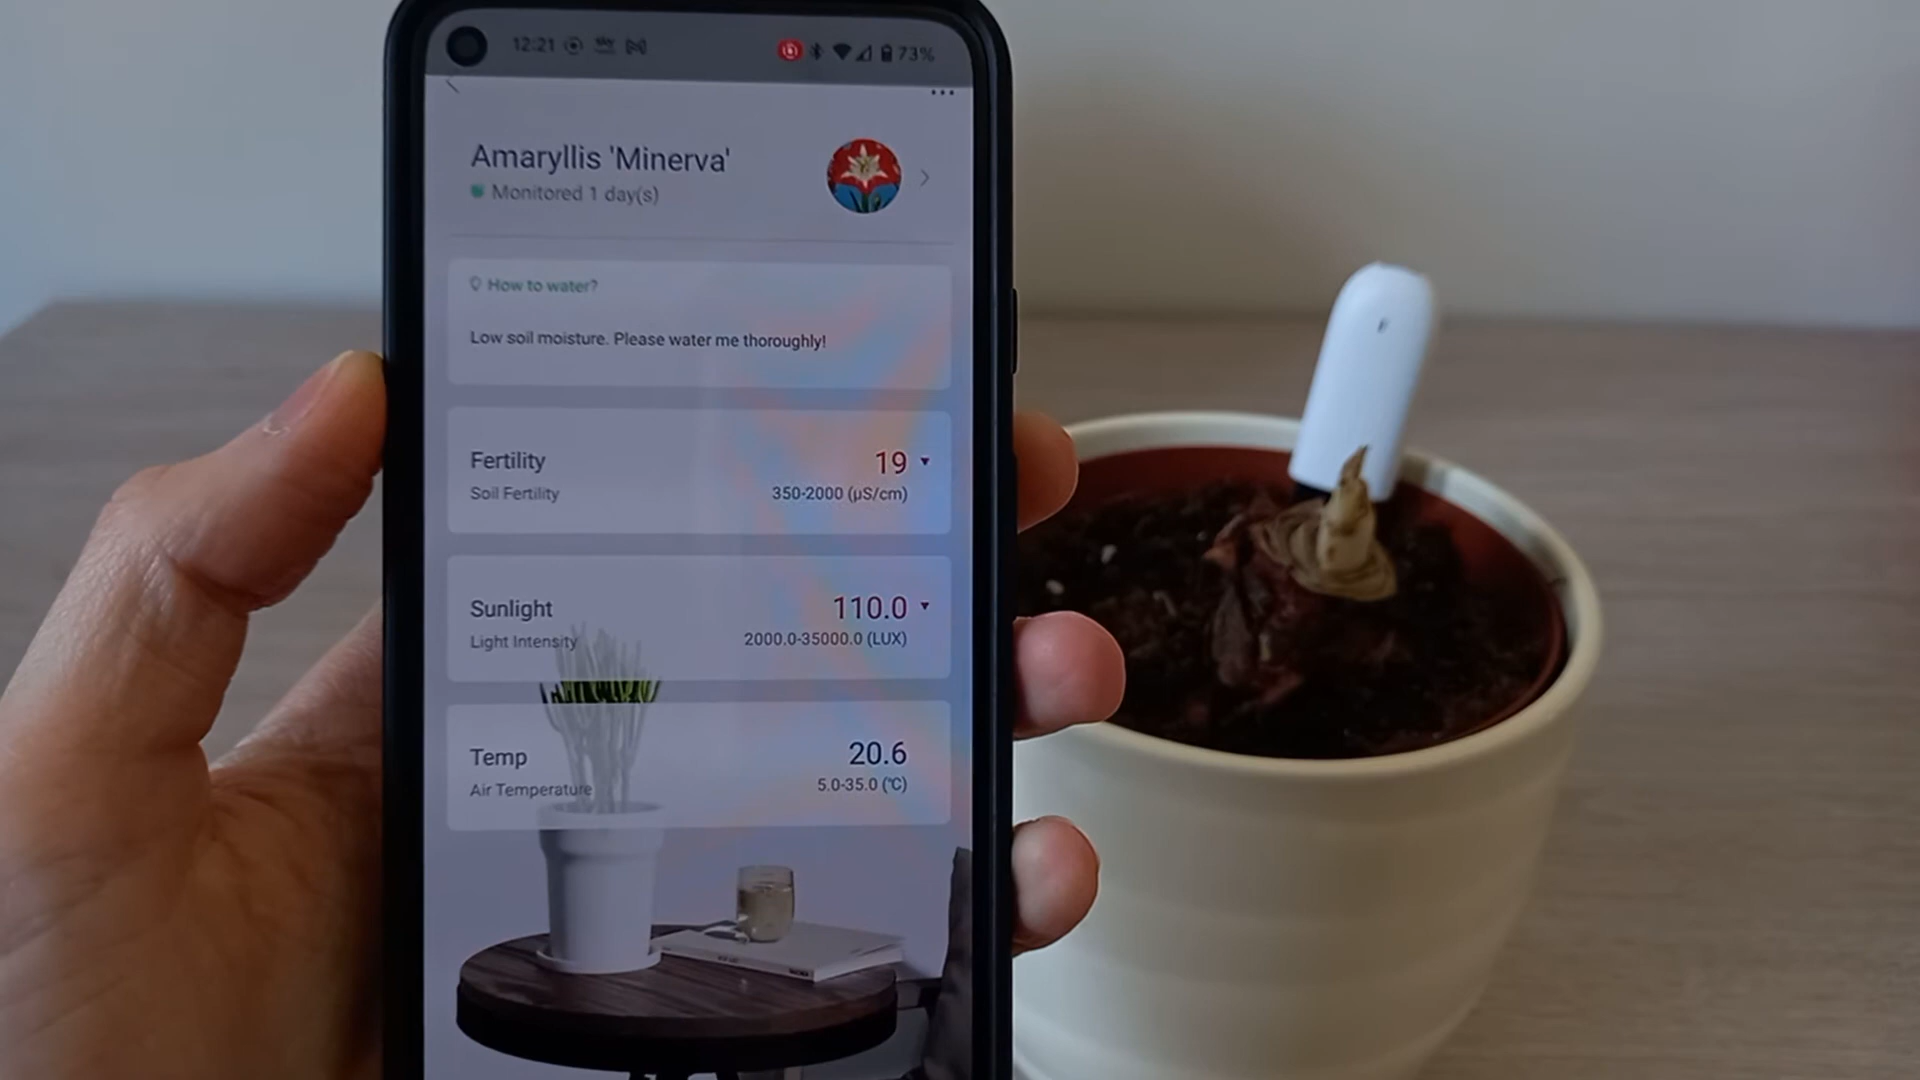 12:21 73%
Amaryllis 'Minerva'
Monitored 1 day(s)
How to water?
Low soil moisture. Please water me thoroughly!
Fertility 19
Soil Fertility 350-2000 (µS/cm)
Sunlight 110.0
Light Intensity 2000.0-35000.0 (LUX)
Temp 20.6
Air Temperature 5.0-35.0 (℃)